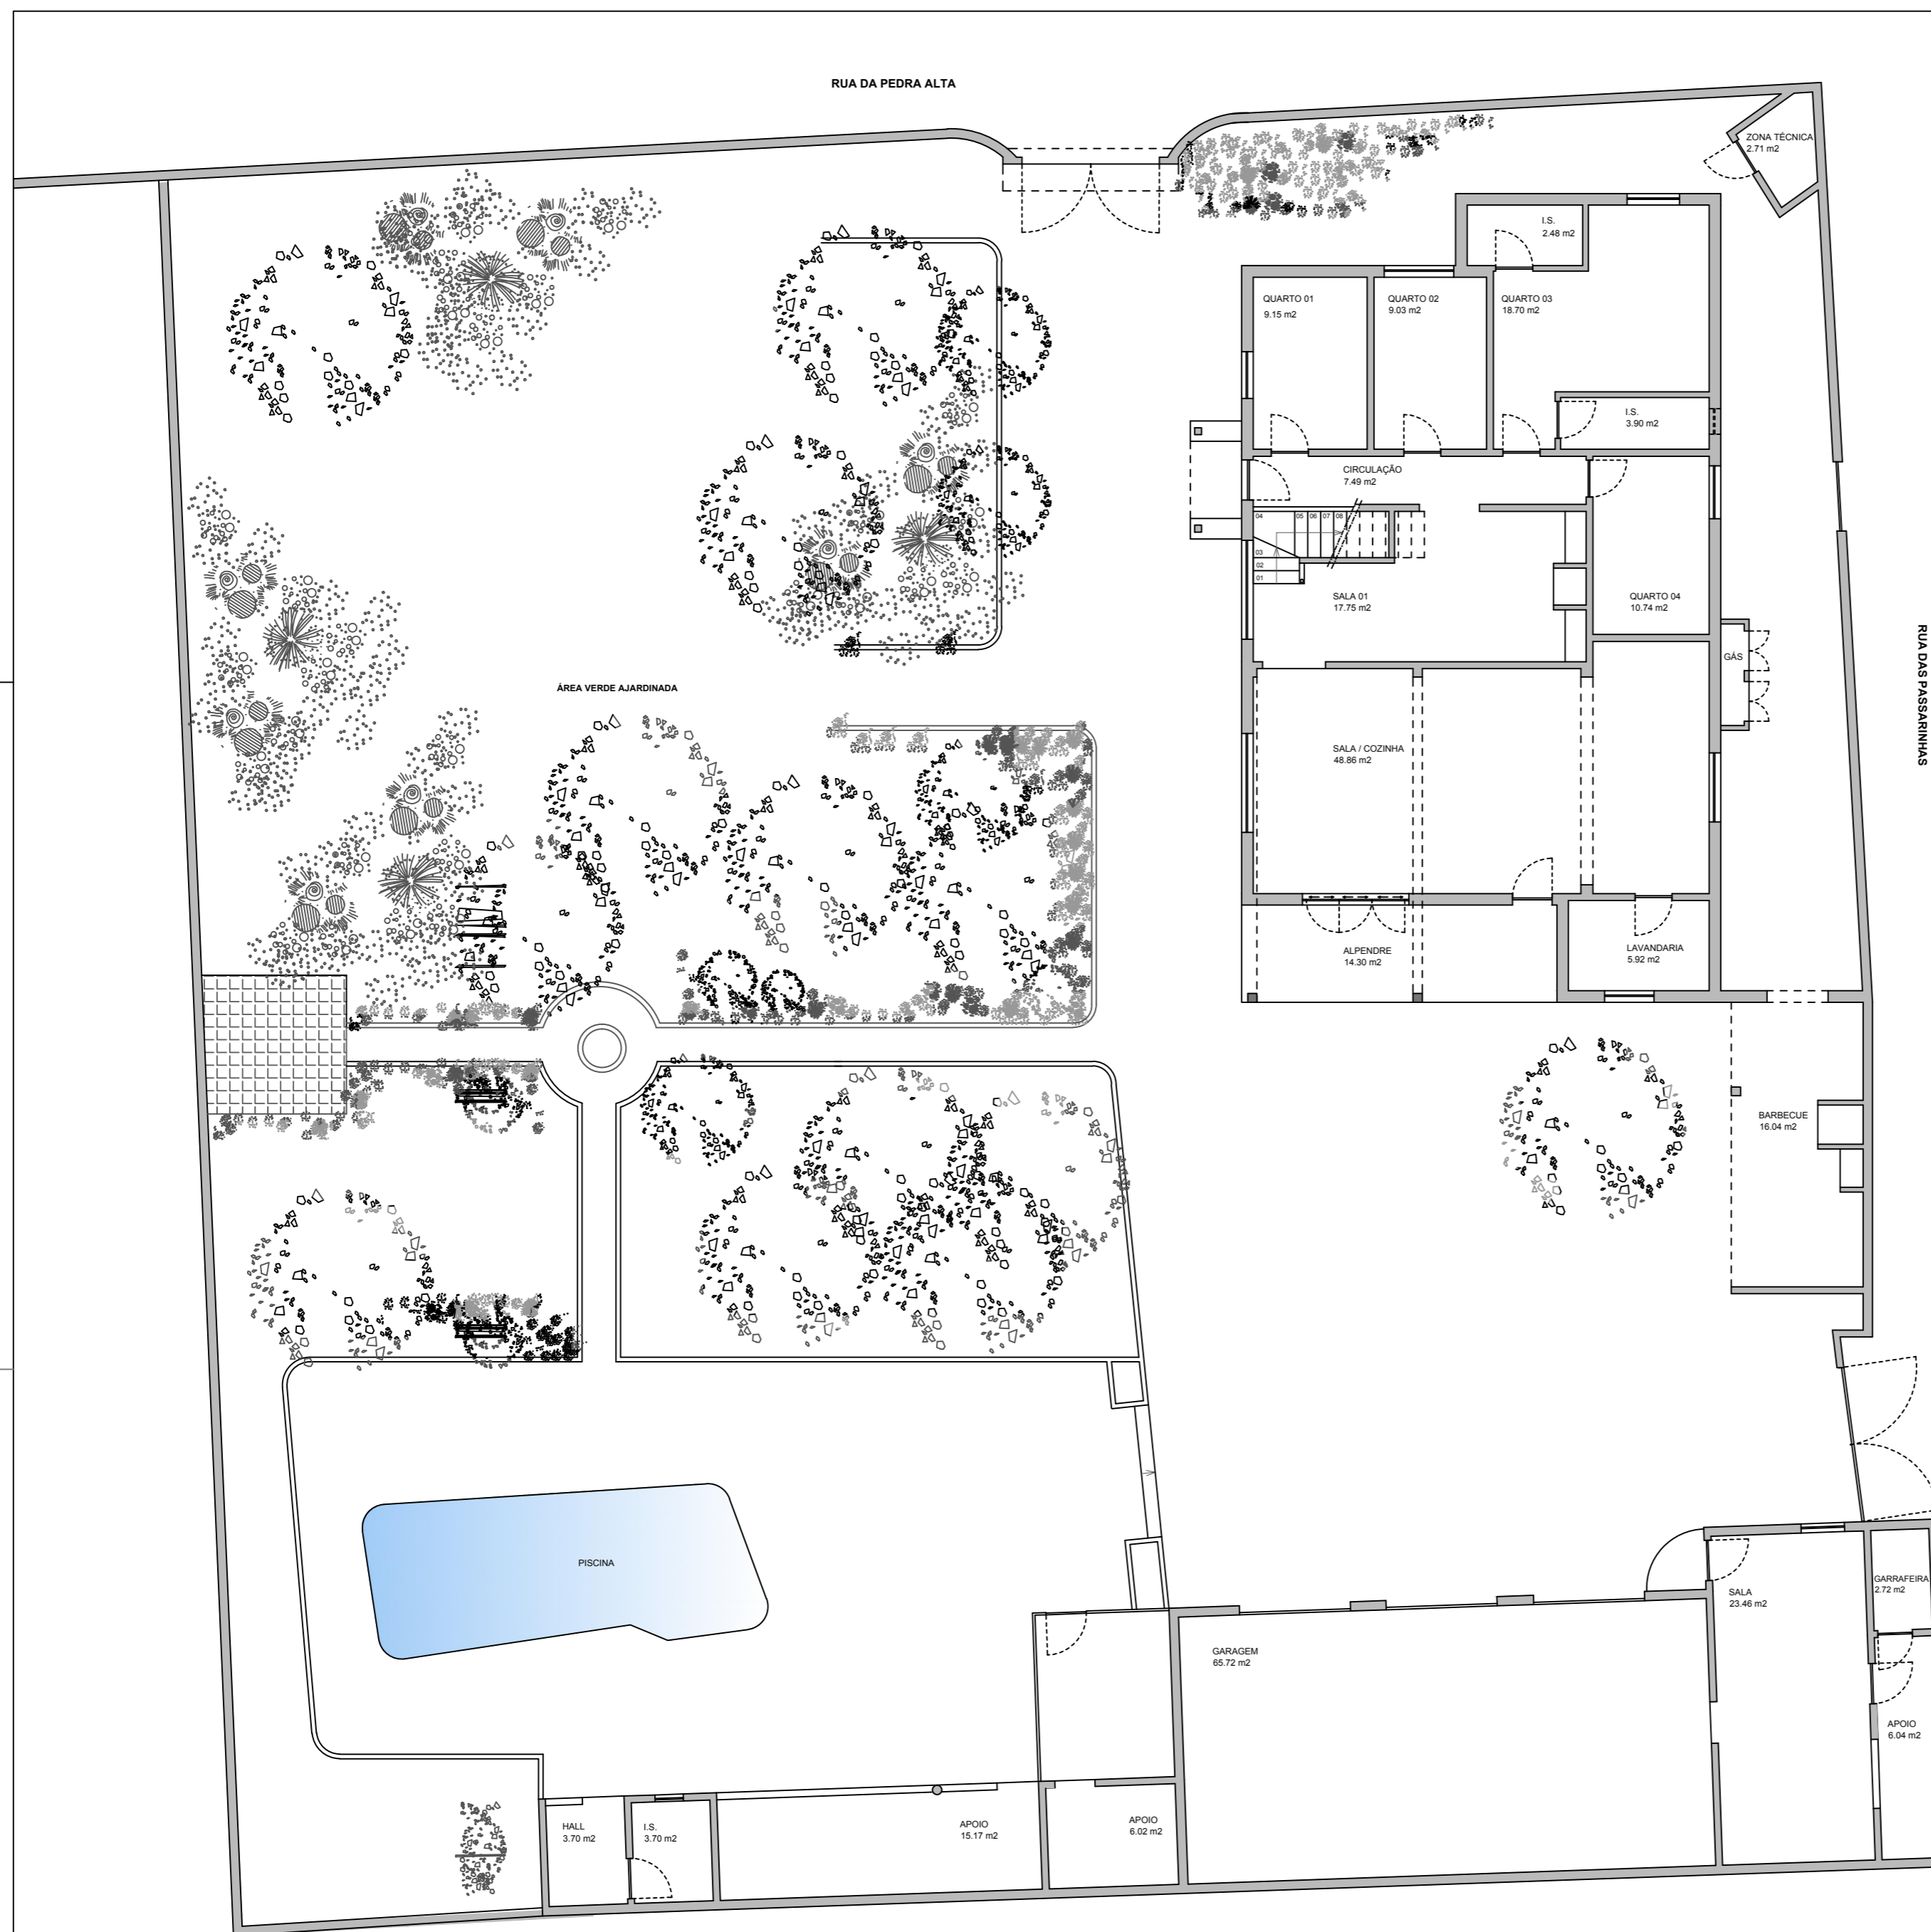 RUA DA PEDRA ALTA
ZONA TÉCNICA
2.71 m2
I.S.
2.48 m2
QUARTO 01
9.15 m2
QUARTO 02
9.03 m2
QUARTO 03
18.70 m2
I.S.
3.90 m2
CIRCULAÇÃO
7.49 m2
04
05
06
07
08
03
02
01
SALA 01
17.75 m2
QUARTO 04
10.74 m2
GÁS
RUA DAS PASSARINHAS
ÁREA VERDE AJARDINADA
SALA / COZINHA
48.86 m2
ALPENDRE
14.30 m2
LAVANDARIA
5.92 m2
BARBECUE
16.04 m2
PISCINA
GARRAFEIRA
2.72 m2
SALA
23.46 m2
GARAGEM
65.72 m2
APOIO
6.04 m2
HALL
3.70 m2
I.S.
3.70 m2
APOIO
15.17 m2
APOIO
6.02 m2